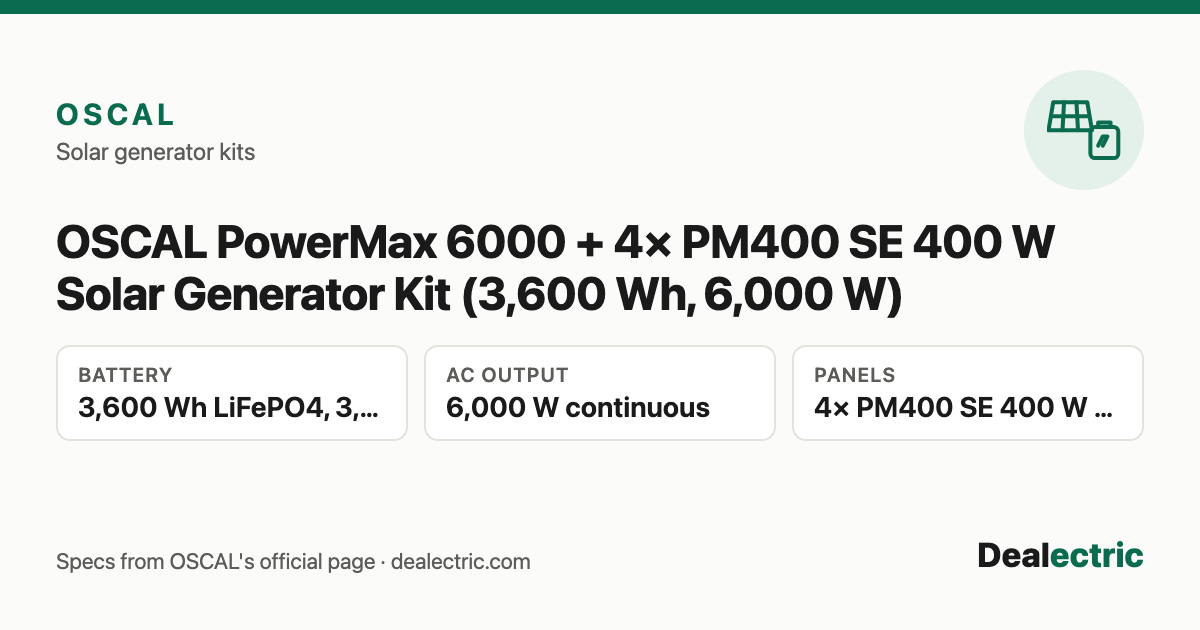 OSCAL
Solar generator kits
OSCAL PowerMax 6000 + 4× PM400 SE 400 W
Solar Generator Kit (3,600 Wh, 6,000 W)
BATTERY
3,600 Wh LiFePO4, 3,...
AC OUTPUT
6,000 W continuous
PANELS
4× PM400 SE 400 W ...
Specs from OSCAL's official page · dealectric.com
Dealectric